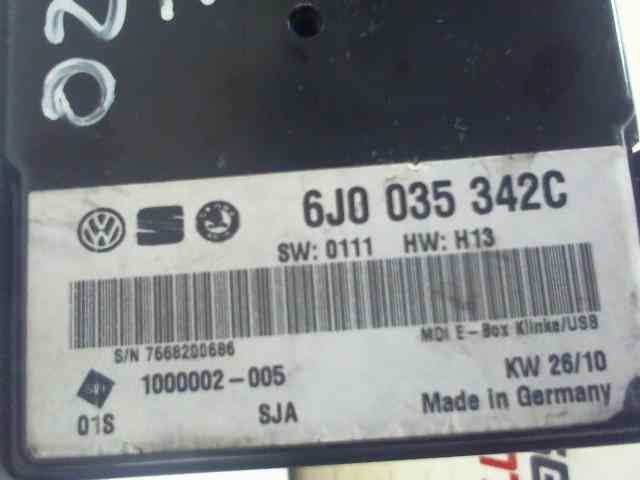 6J0 035 342C
SW: 0111 HW: H13
S/N 7668200686
MDI E-Box Klinke/USB
1000002-005
KW 26/10
01S
SJA
Made in Germany